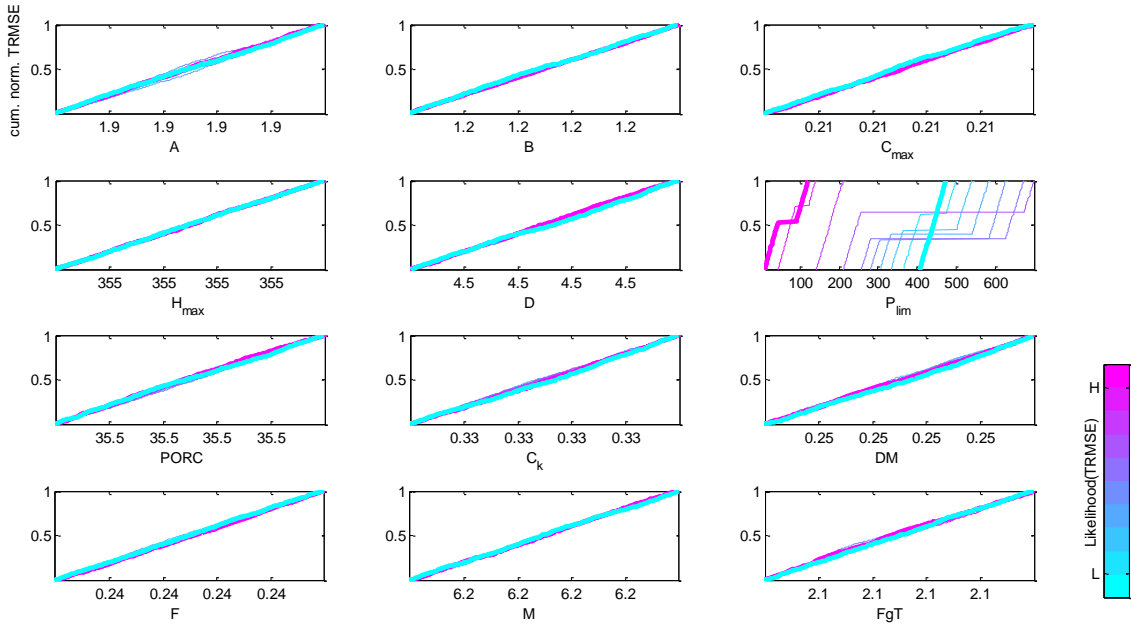 cum. norm. TRMSE
1
0.5
1.9 1.9 1.9 1.9
A
1
0.5
1.2 1.2 1.2 1.2
B
1
0.5
0.21 0.21 0.21 0.21
C_max
1
0.5
355 355 355 355
H_max
1
0.5
4.5 4.5 4.5 4.5
D
1
0.5
100 200 300 400 500 600
P_lim
1
0.5
35.5 35.5 35.5 35.5
PORC
1
0.5
0.33 0.33 0.33 0.33
C_k
1
0.5
0.25 0.25 0.25 0.25
DM
1
0.5
0.24 0.24 0.24 0.24
F
1
0.5
6.2 6.2 6.2 6.2
M
1
0.5
2.1 2.1 2.1 2.1
FgT
H
Likelihood(TRMSE)
L